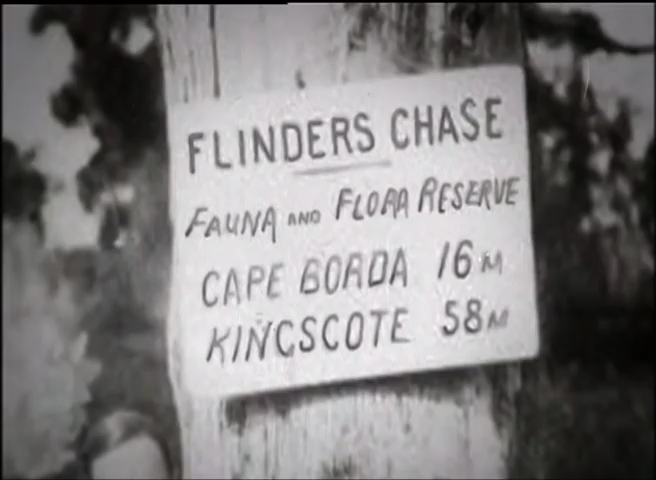 FLINDERS CHASE
FAUNA AND FLORA RESERVE
CAPE BORDA 16M
KINGSCOTE 58M